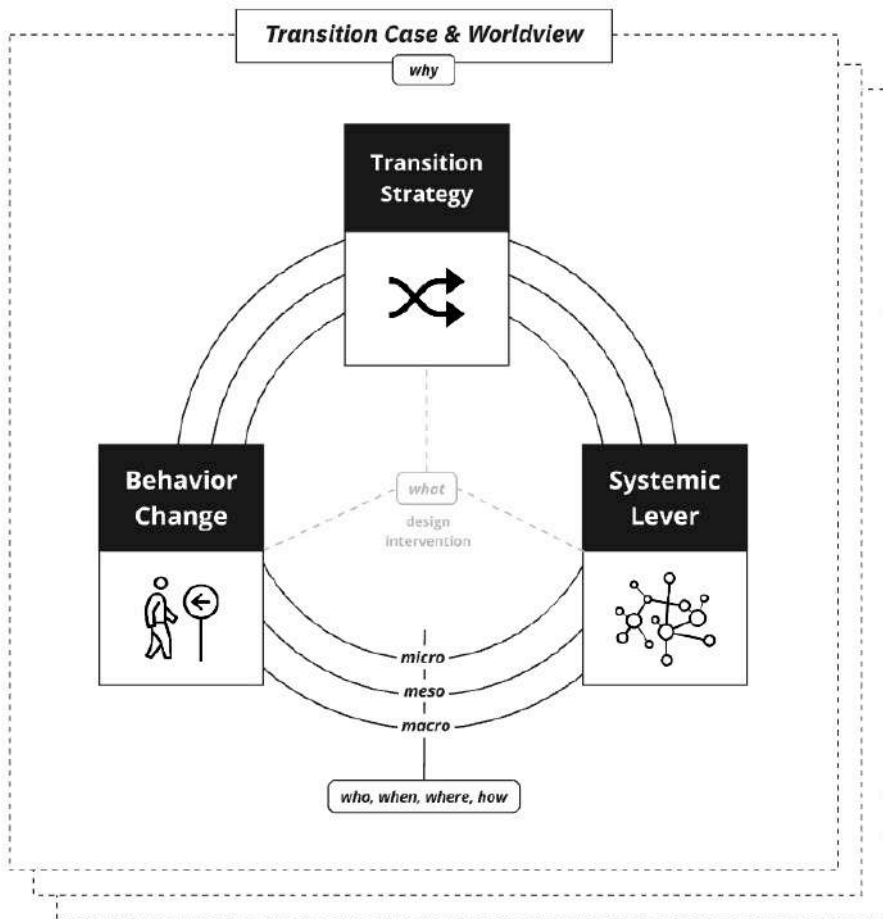 Transition Case & Worldview
why
Transition
Strategy
Behavior
Change
Systemic
Lever
what
design
intervention
micro
meso
macro
who, when, where, how